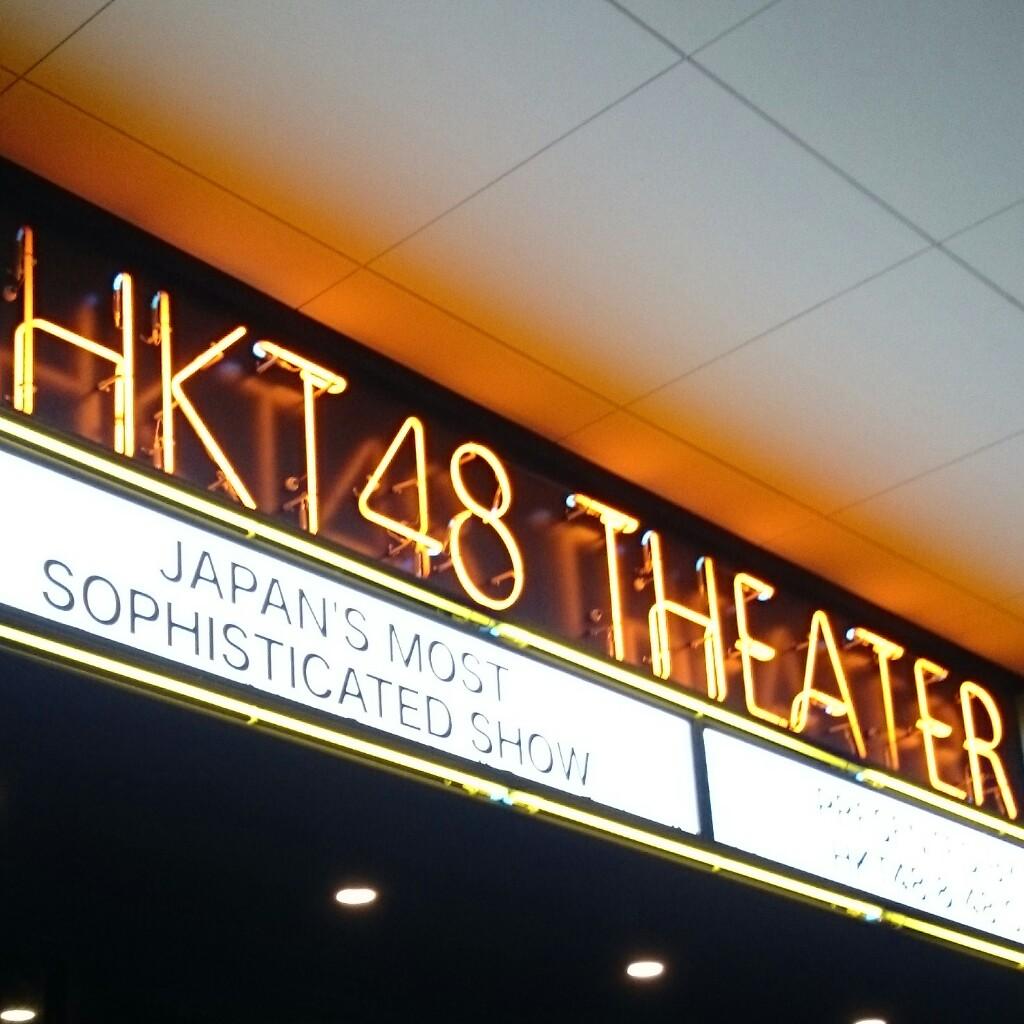 HKT48 THEATER
JAPAN'S MOST
SOPHISTICATED SHOW